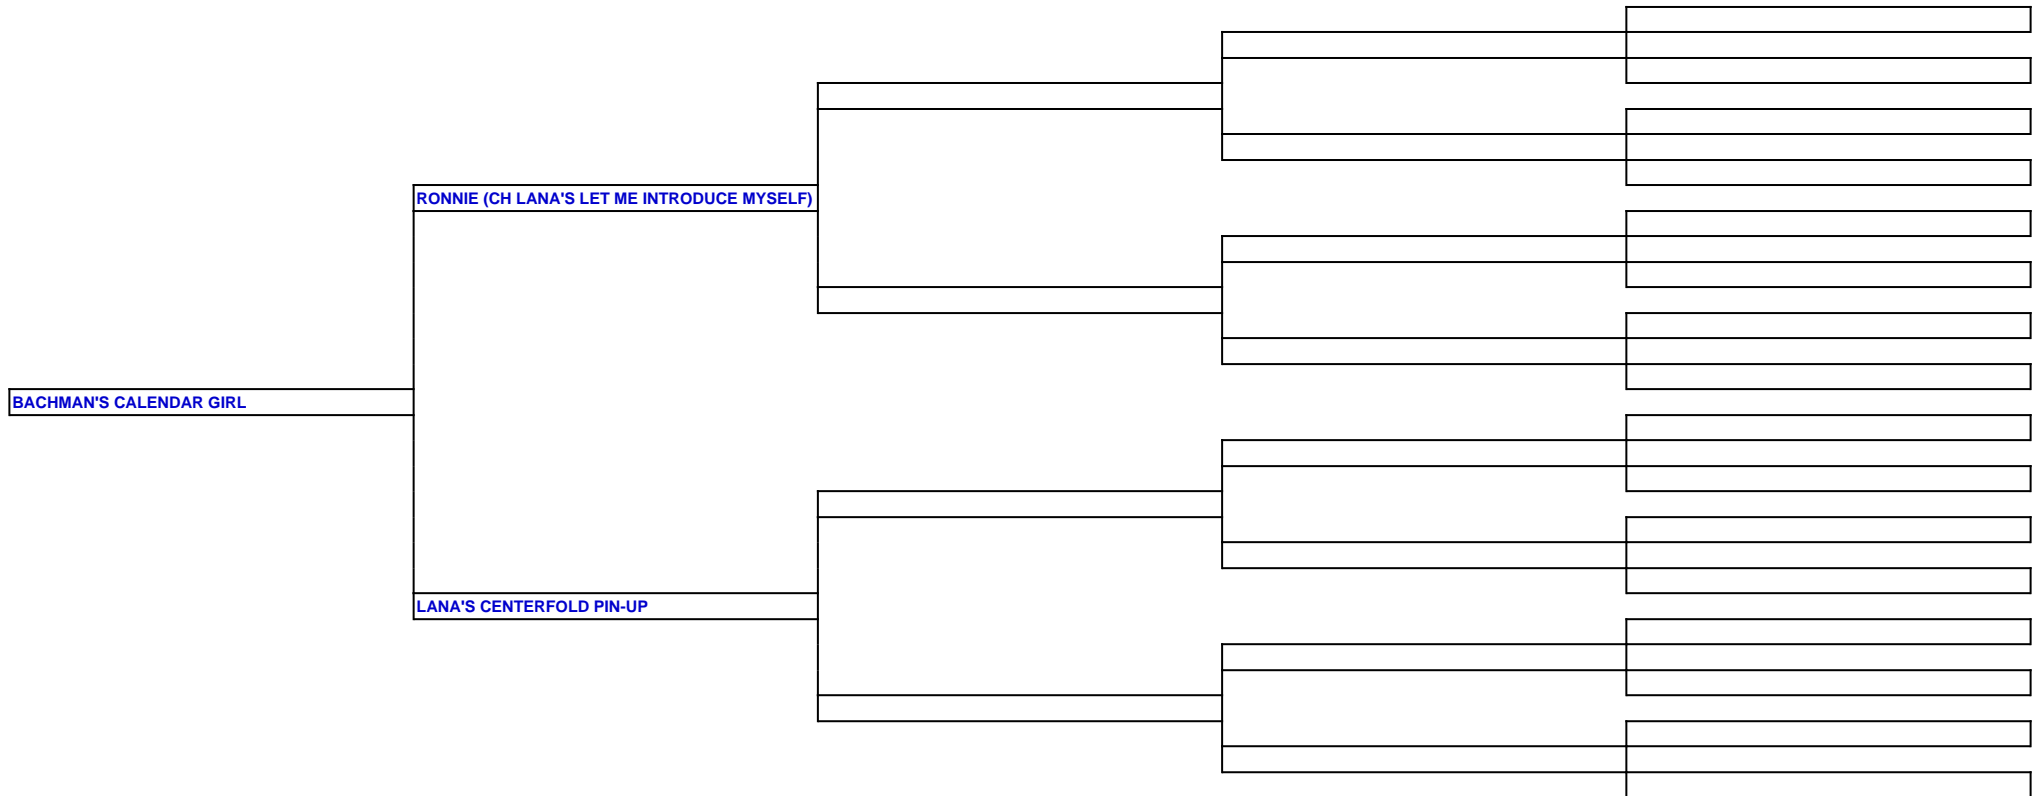 RONNIE (CH LANA'S LET ME INTRODUCE MYSELF)
BACHMAN'S CALENDAR GIRL
LANA'S CENTERFOLD PIN-UP